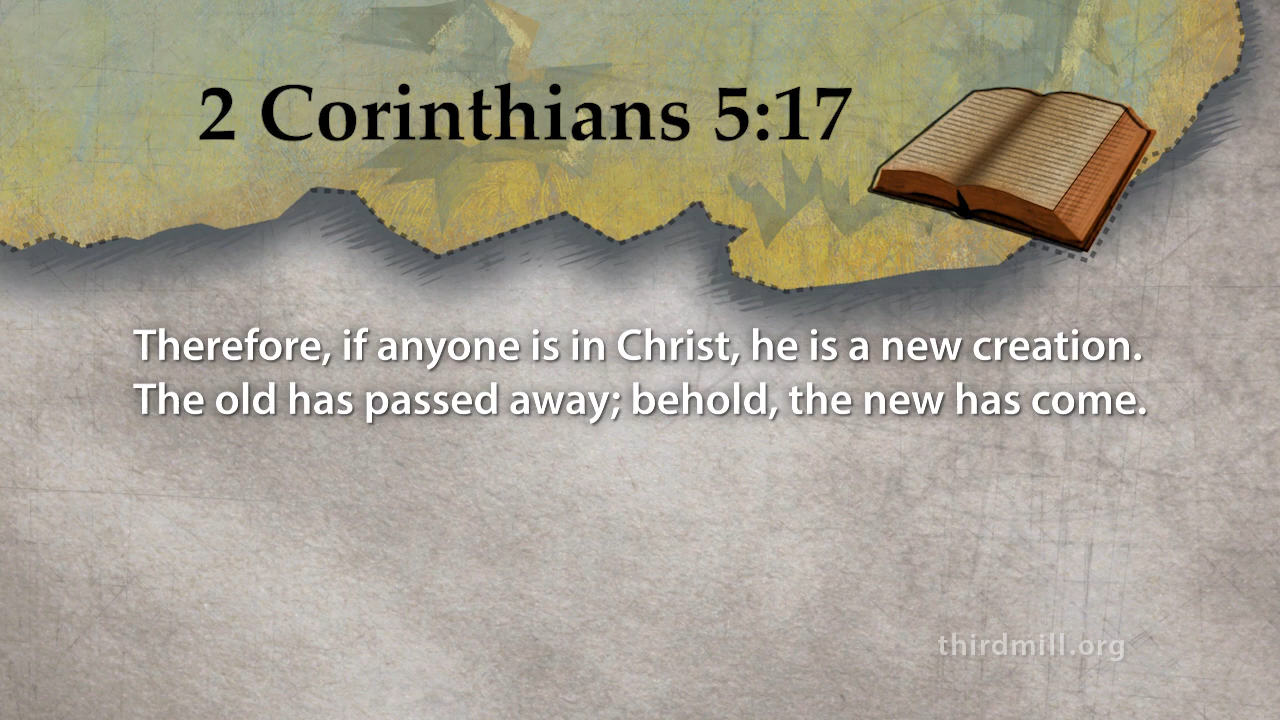 2 Corinthians 5:17
Therefore, if anyone is in Christ, he is a new creation.
The old has passed away; behold, the new has come.
thirdmill.org